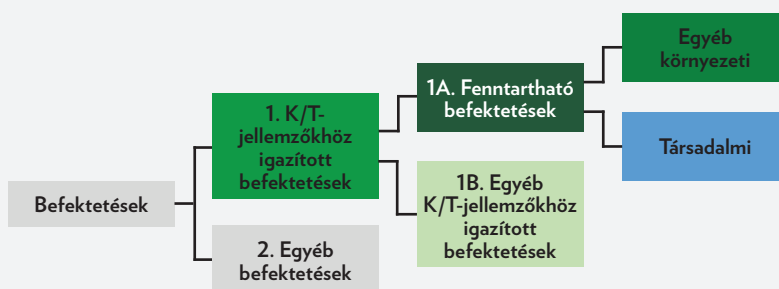 Befektetések
1. K/T-
jellemzőkhöz
igazított
befektetések
2. Egyéb
befektetések
1A. Fenntartható
befektetések
1B. Egyéb
K/T-jellemzőkhöz
igazított
befektetések
Egyéb
környezeti
Társadalmi